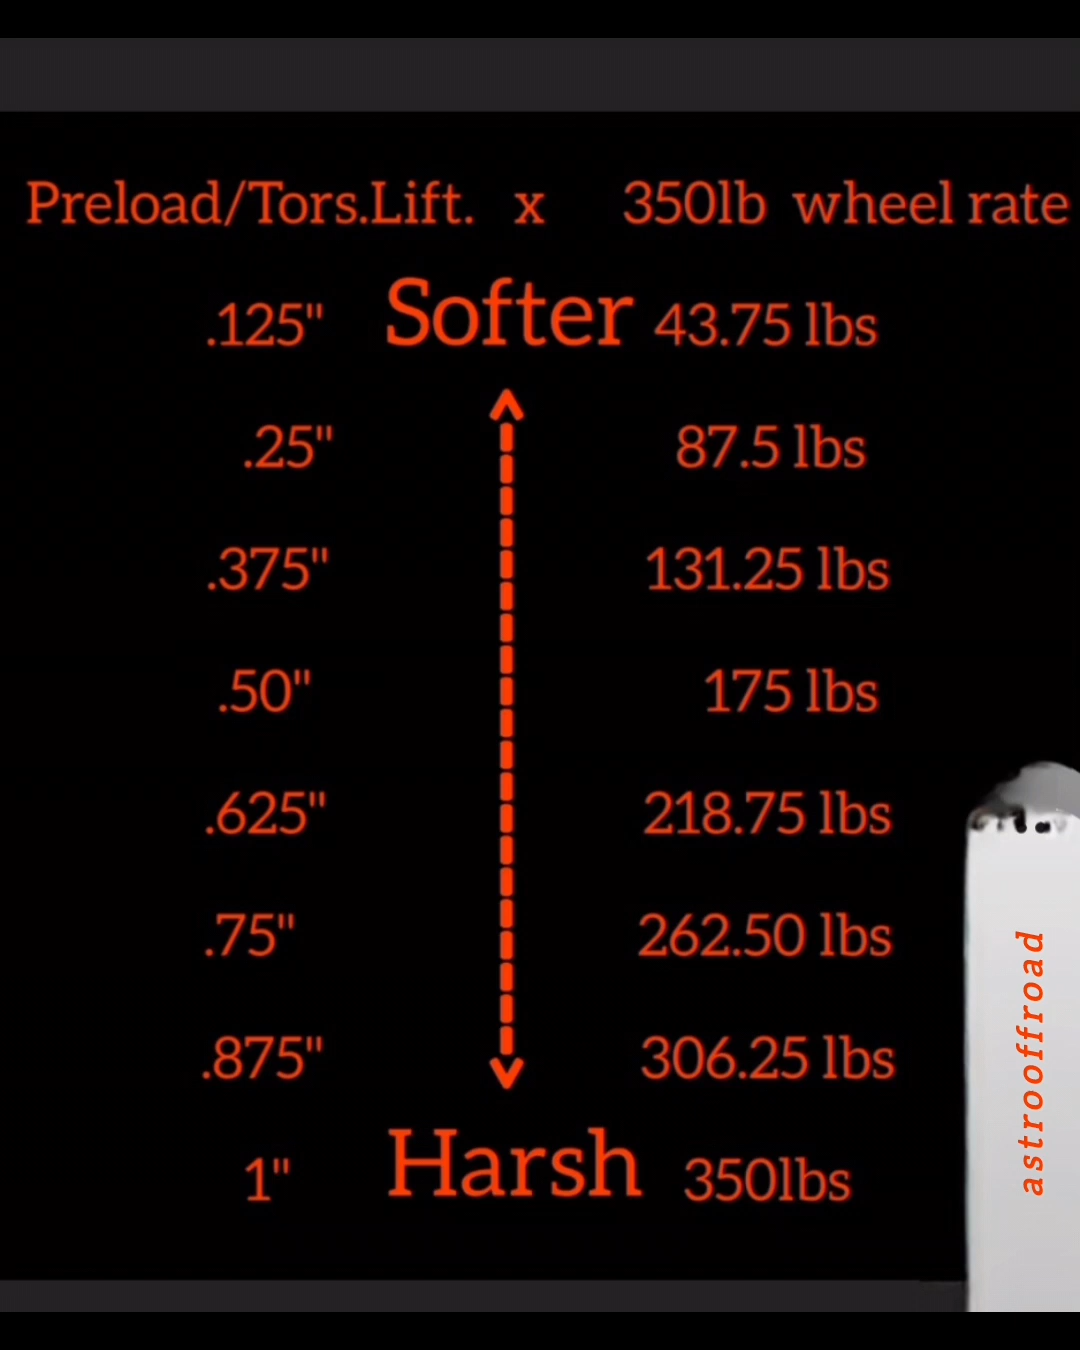 Preload/Tors.Lift. x 350lb wheel rate
.125" Softer 43.75 lbs
.25" 87.5 lbs
.375" 131.25 lbs
.50" 175 lbs
.625" 218.75 lbs
.75" 262.50 lbs
.875" 306.25 lbs
1" Harsh 350lbs
astrooffroad